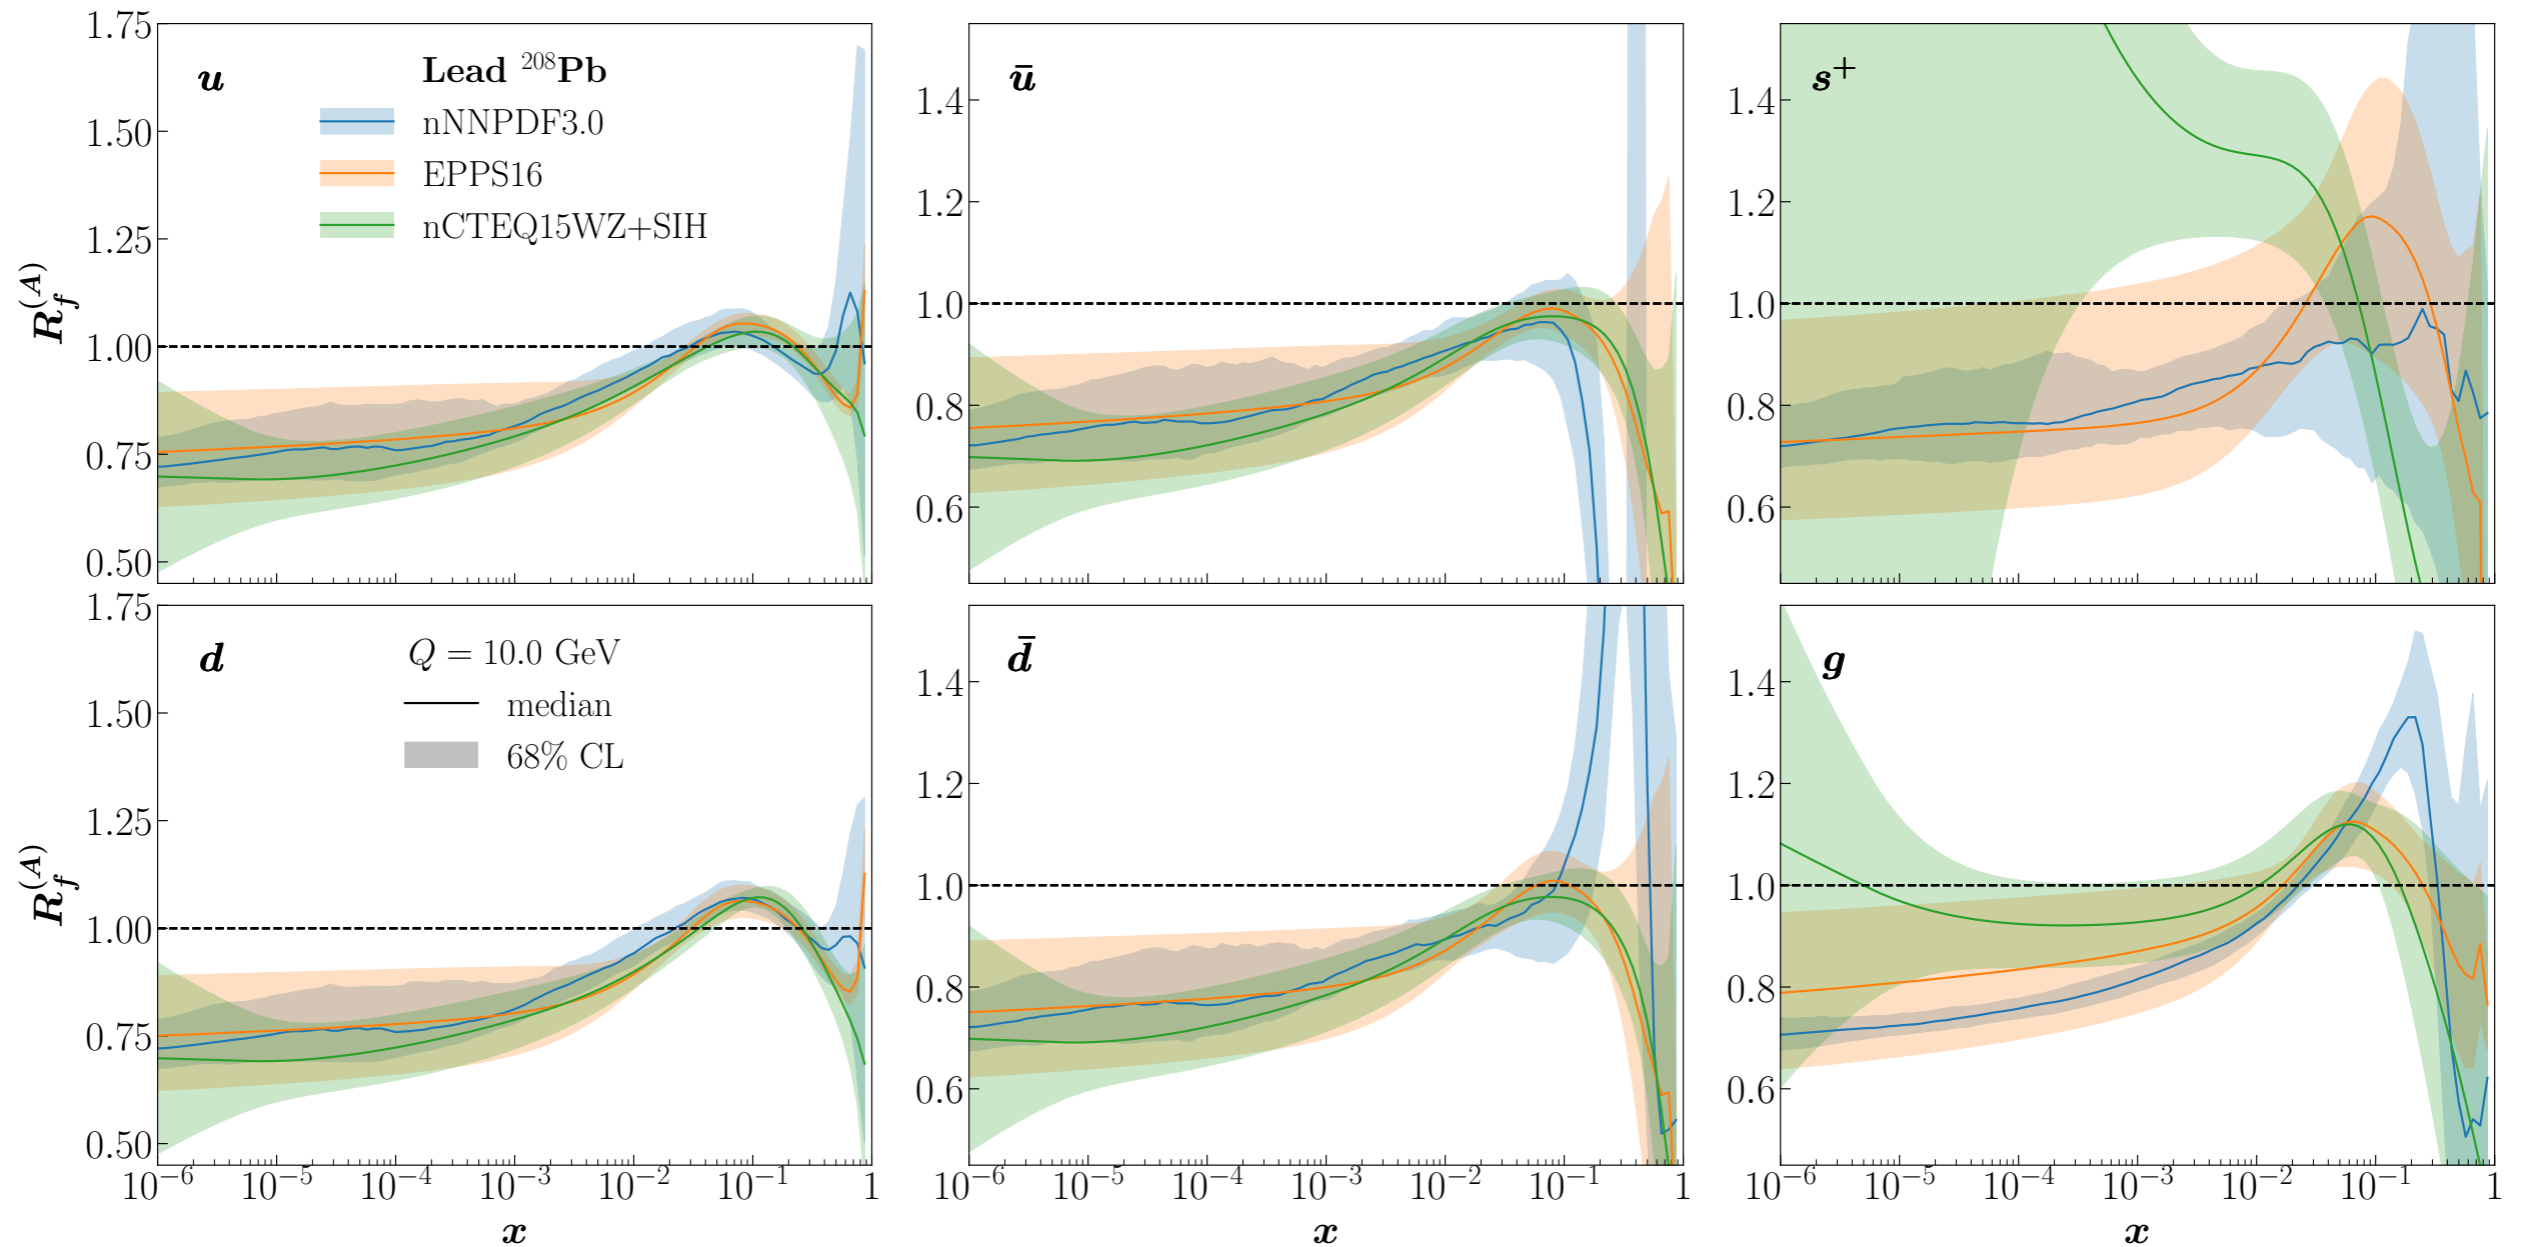 1.75
1.50
1.25
1.00
0.75
0.50
R_f^(A)
u
Lead ²⁰⁸Pb
nNNPDF3.0
EPPS16
nCTEQ15WZ+SIH
1.4
1.2
1.0
0.8
0.6
ū
1.4
1.2
1.0
0.8
0.6
s⁺
1.75
1.50
1.25
1.00
0.75
0.50
R_f^(A)
d
Q = 10.0 GeV
median
68% CL
10⁻⁶ 10⁻⁵ 10⁻⁴ 10⁻³ 10⁻² 10⁻¹ 1
x
1.4
1.2
1.0
0.8
0.6
d̄
10⁻⁶ 10⁻⁵ 10⁻⁴ 10⁻³ 10⁻² 10⁻¹ 1
x
1.4
1.2
1.0
0.8
0.6
g
10⁻⁶ 10⁻⁵ 10⁻⁴ 10⁻³ 10⁻² 10⁻¹ 1
x